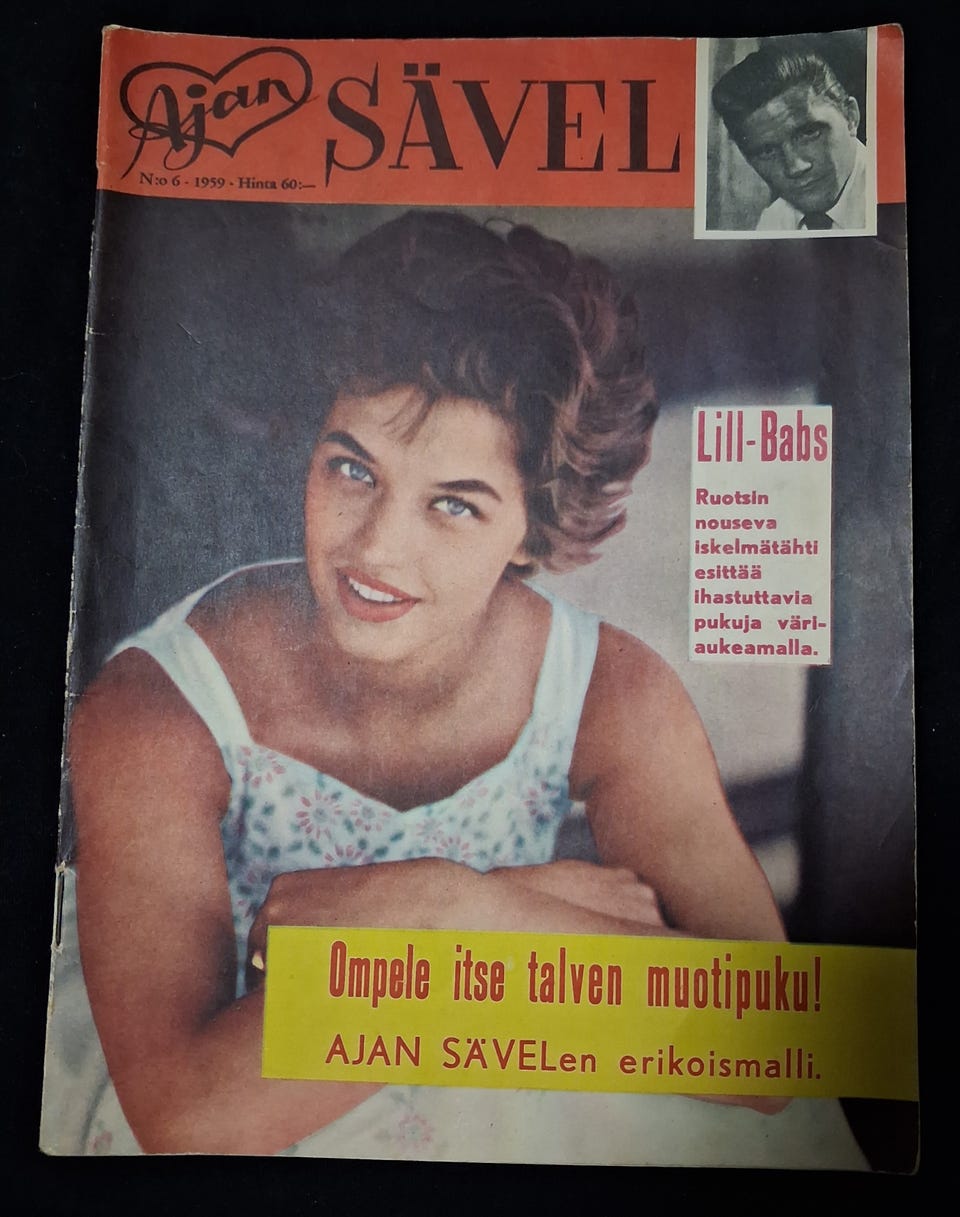 Ajan SÄVEL
N:o 6 - 1959 - Hinta 60:—
Lill-Babs
Ruotsin
nouseva
iskelmätähti
esittää
ihastuttavia
pukuja väri-
aukeamalla.
Ompele itse talven muotipuku!
AJAN SÄVELen erikoismalli.